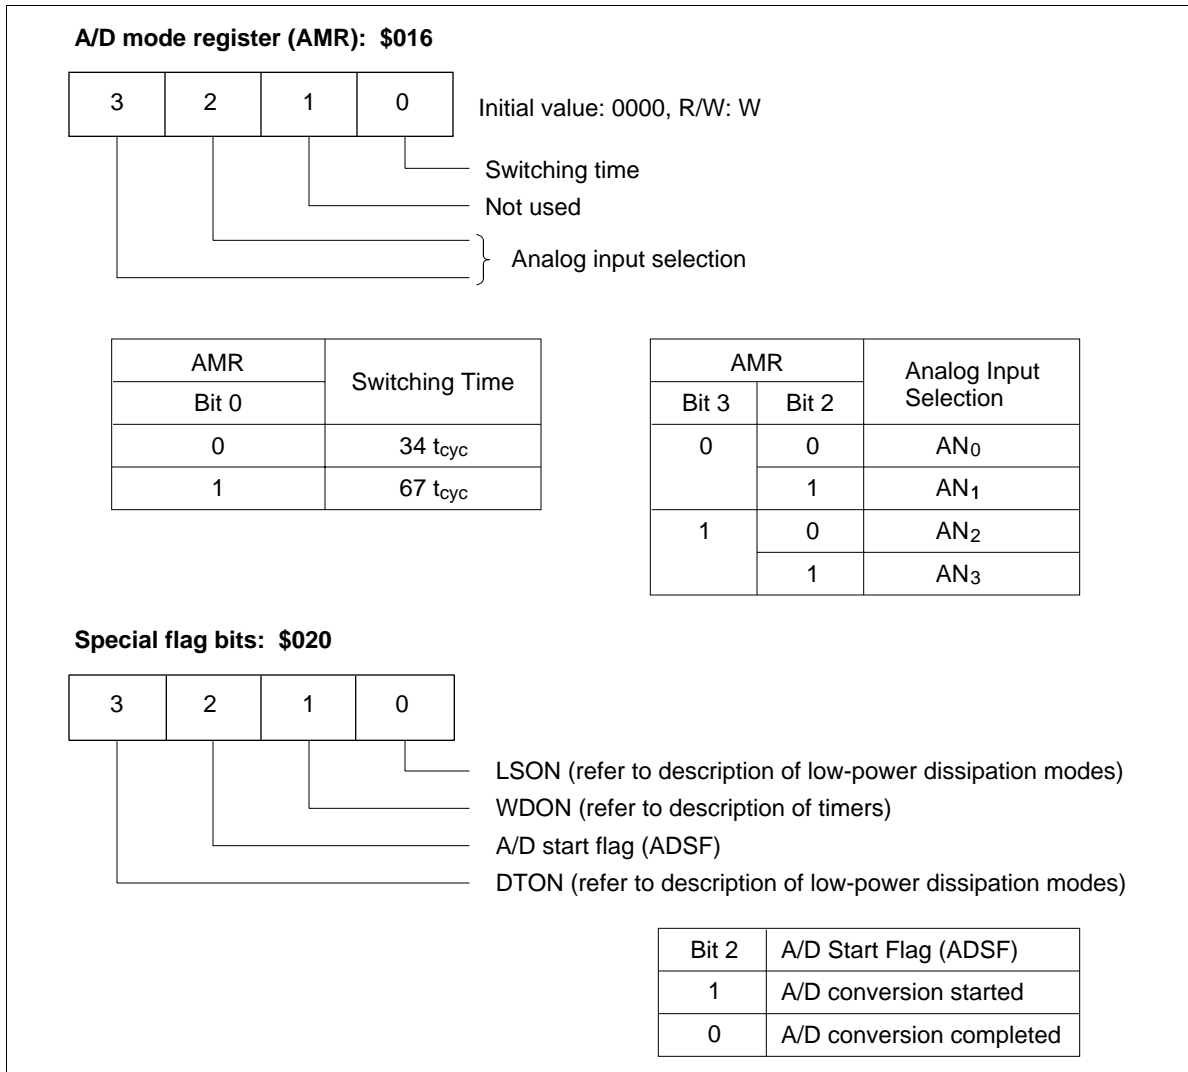 A/D mode register (AMR): $016
3 2 1 0
Initial value: 0000, R/W: W
Switching time
Not used
Analog input selection
AMR Switching Time
Bit 0
0 34 tcyc
1 67 tcyc
AMR Analog Input Selection
Bit 3 Bit 2
0 0 AN0
1 AN1
1 0 AN2
1 AN3
Special flag bits: $020
3 2 1 0
LSON (refer to description of low-power dissipation modes)
WDON (refer to description of timers)
A/D start flag (ADSF)
DTON (refer to description of low-power dissipation modes)
Bit 2 A/D Start Flag (ADSF)
1 A/D conversion started
0 A/D conversion completed